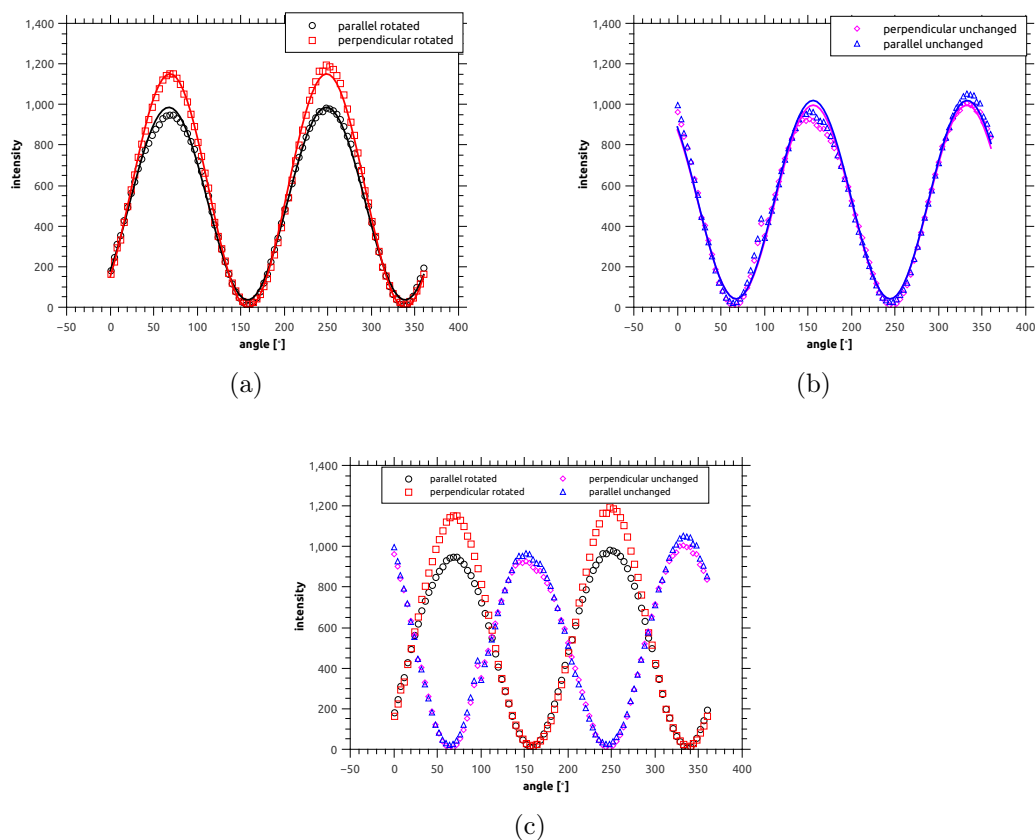 1,400
1,200
1,000
800
600
400
200
0
intensity
−50 0 50 100 150 200 250 300 350 400
angle [°]
parallel rotated
perpendicular rotated
(a)
1,400
1,200
1,000
800
600
400
200
0
intensity
−50 0 50 100 150 200 250 300 350 400
angle [°]
perpendicular unchanged
parallel unchanged
(b)
1,400
1,200
1,000
800
600
400
200
0
intensity
−50 0 50 100 150 200 250 300 350 400
angle [°]
parallel rotated perpendicular unchanged
perpendicular rotated parallel unchanged
(c)